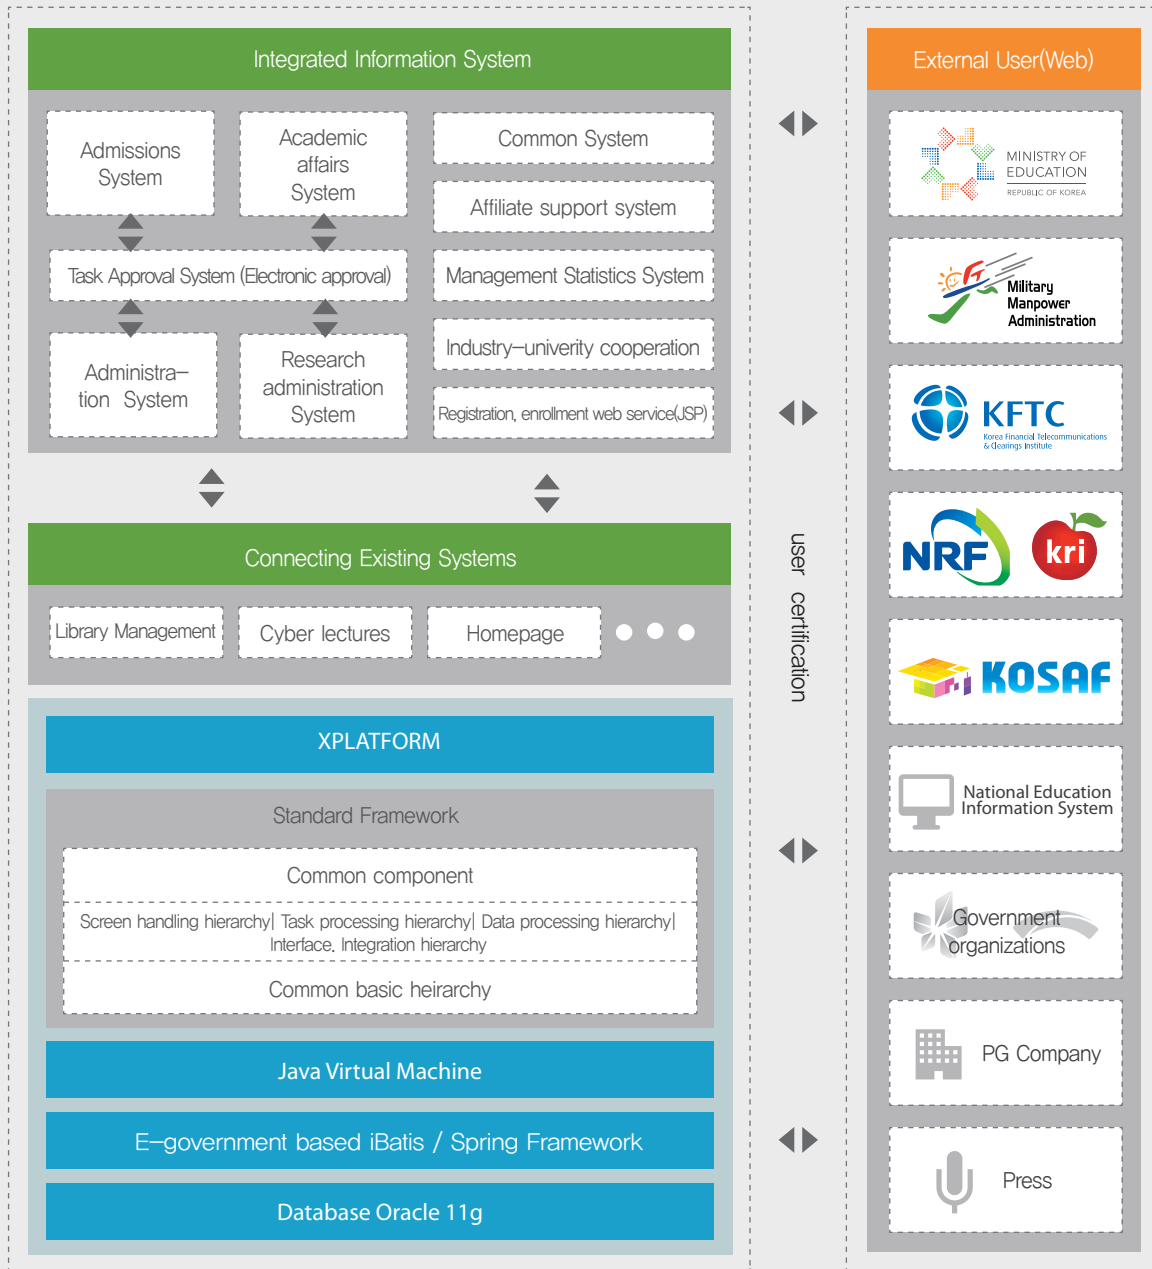 Integrated Information System
Admissions
System
Academic
affairs
System
Task Approval System (Electronic approval)
Administra-
tion System
Research
administration
System
Common System
Affiliate support system
Management Statistics System
Industry-univerity cooperation
Registration, enrollment web service(JSP)
Connecting Existing Systems
Library Management
Cyber lectures
Homepage
XPLATFORM
Standard Framework
Common component
Screen handling hierarchy| Task processing hierarchy| Data processing hierarchy|
Interface, Integration hierarchy
Common basic heirarchy
Java Virtual Machine
E-government based iBatis / Spring Framework
Database Oracle 11g
user certification
External User(Web)
MINISTRY OF
EDUCATION
REPUBLIC OF KOREA
Military
Manpower
Administration
KFTC
Korea Financial Telecommunications
& Clearings Institute
NRF
kri
KOSAF
National Education
Information System
Government
organizations
PG Company
Press